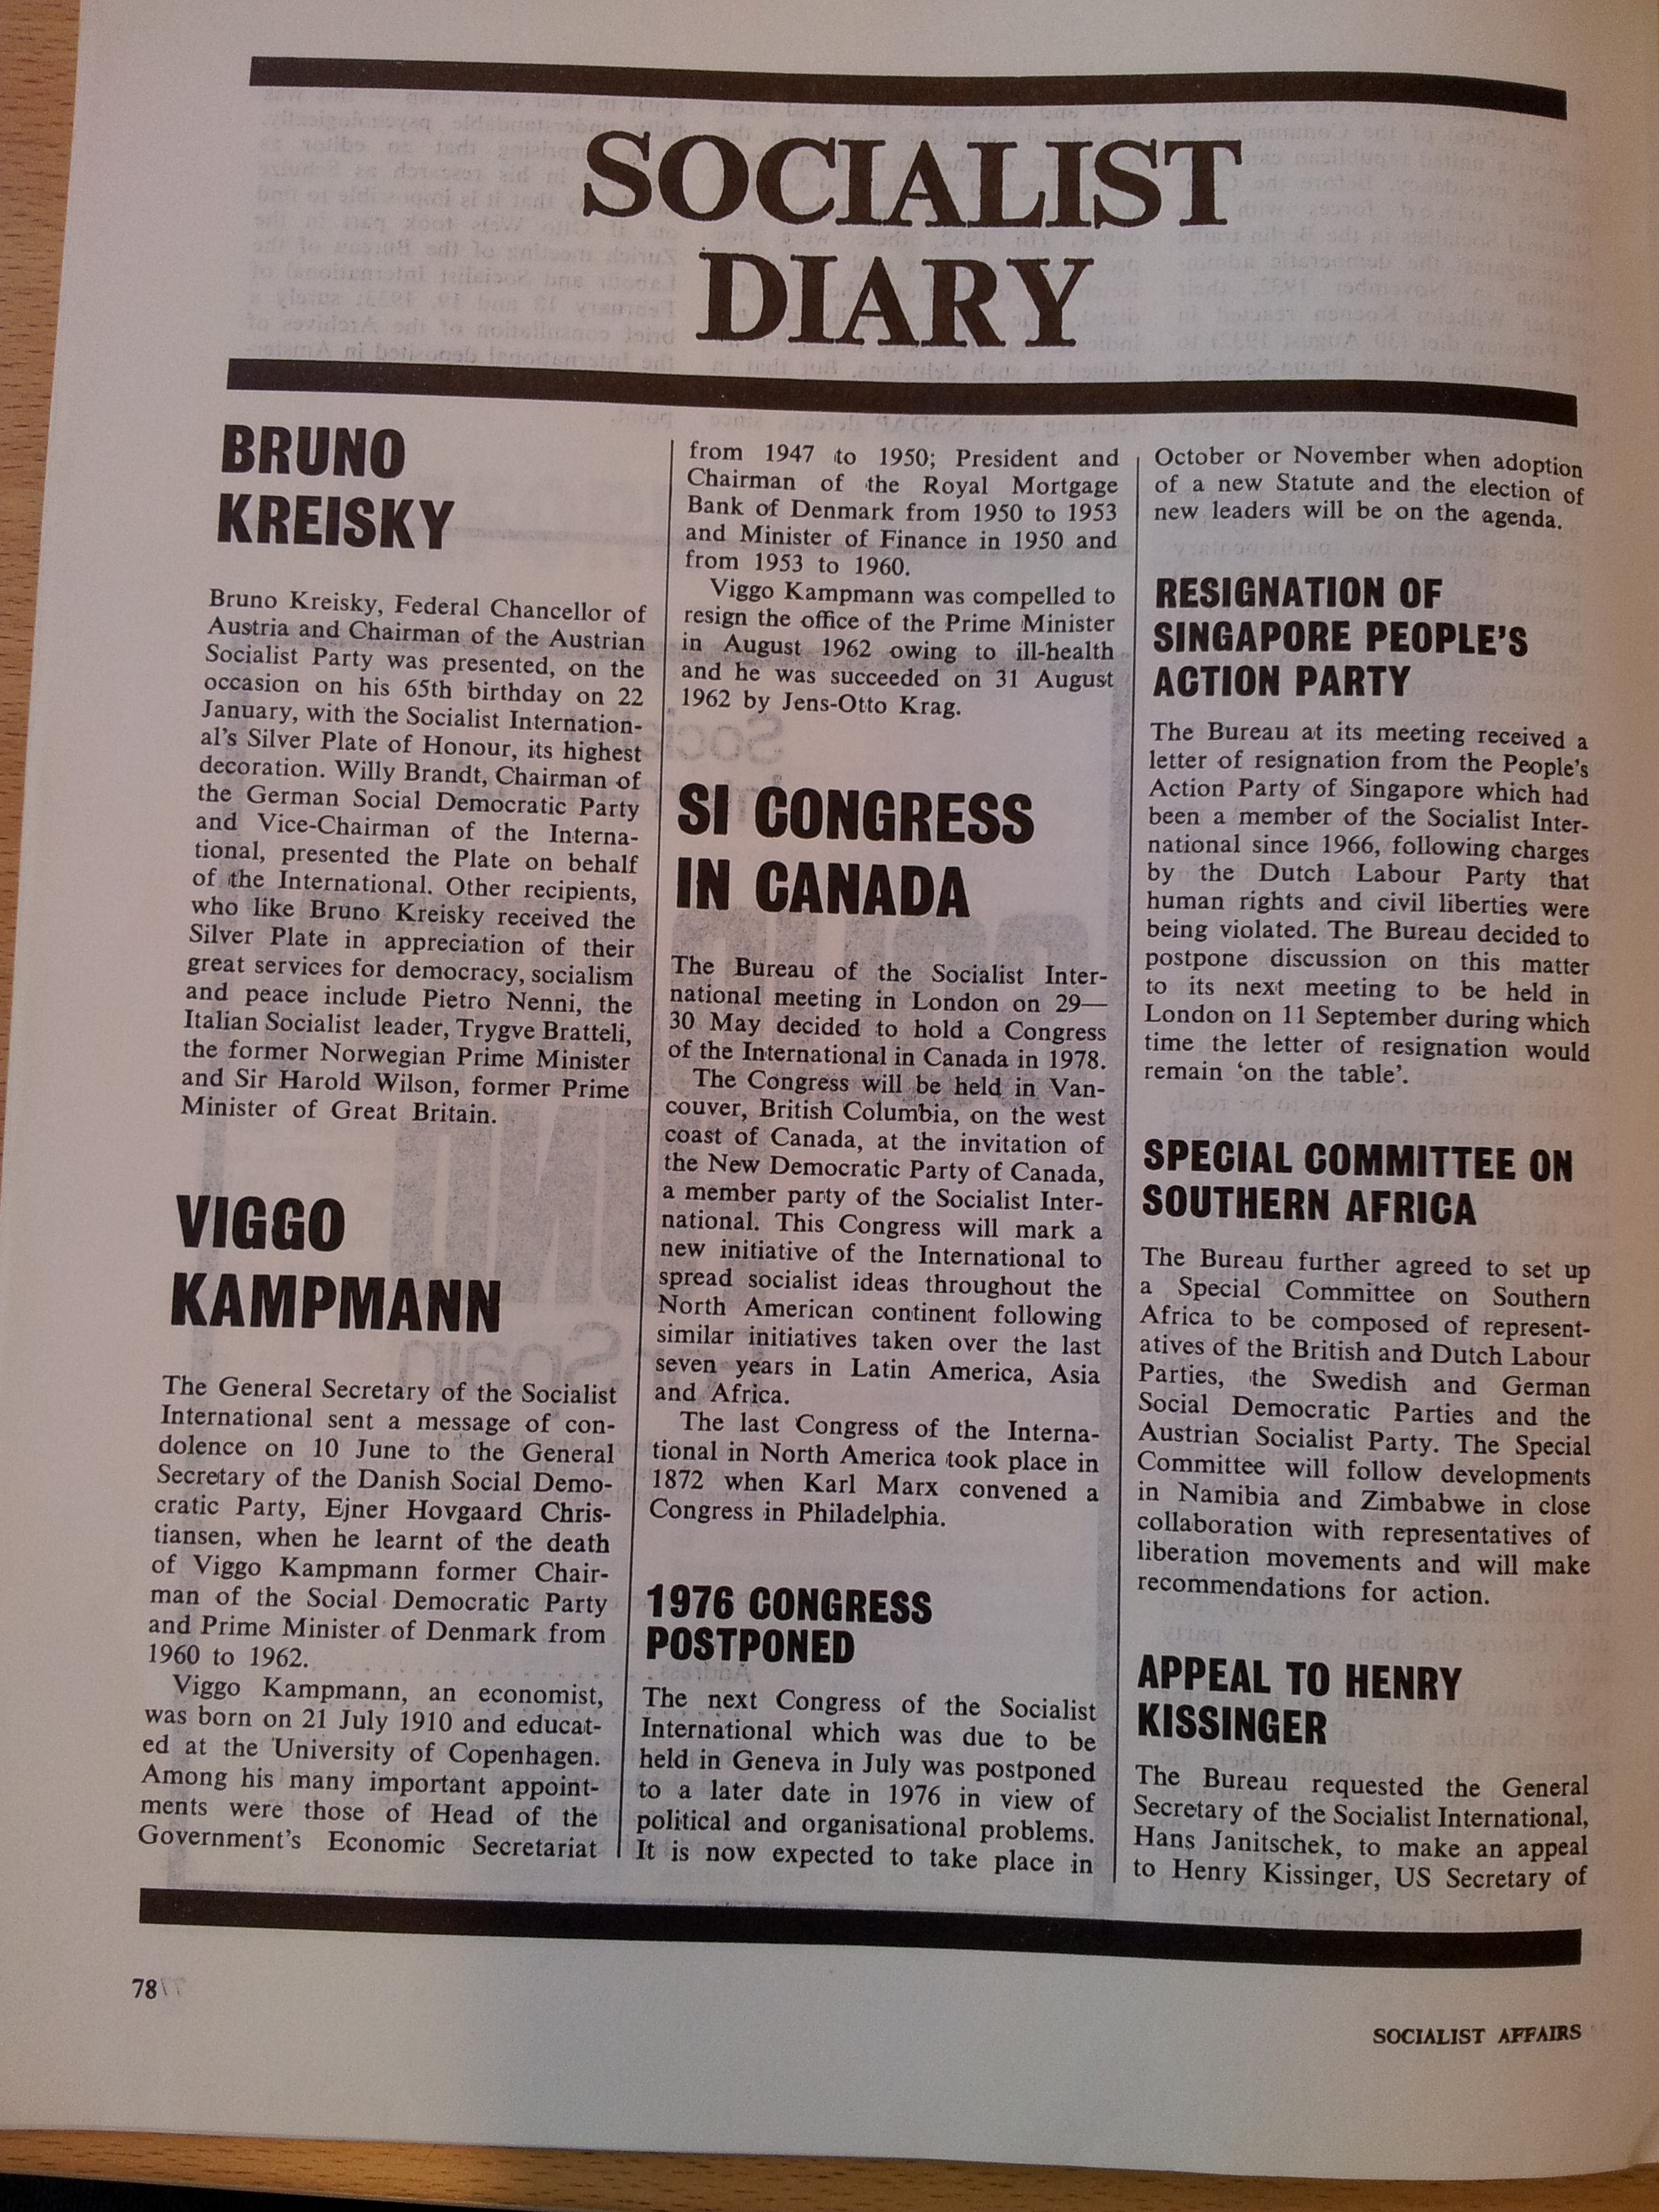 SOCIALIST
DIARY
BRUNO
KREISKY
Bruno Kreisky, Federal Chancellor of
Austria and Chairman of the Austrian
Socialist Party was presented, on the
occasion on his 65th birthday on 22
January, with the Socialist Internation-
al's Silver Plate of Honour, its highest
decoration. Willy Brandt, Chairman of
the German Social Democratic Party
and Vice-Chairman of the Interna-
tional, presented the Plate on behalf
of the International. Other recipients,
who like Bruno Kreisky received the
Silver Plate in appreciation of their
great services for democracy, socialism
and peace include Pietro Nenni, the
Italian Socialist leader, Trygve Bratteli,
the former Norwegian Prime Minister
and Sir Harold Wilson, former Prime
Minister of Great Britain.
VIGGO
KAMPMANN
The General Secretary of the Socialist
International sent a message of con-
dolence on 10 June to the General
Secretary of the Danish Social Demo-
cratic Party, Ejner Hovgaard Chris-
tiansen, when he learnt of the death
of Viggo Kampmann former Chair-
man of the Social Democratic Party
and Prime Minister of Denmark from
1960 to 1962.
Viggo Kampmann, an economist,
was born on 21 July 1910 and educat-
ed at the University of Copenhagen.
Among his many important appoint-
ments were those of Head of the
Government's Economic Secretariat
from 1947 to 1950; President and
Chairman of the Royal Mortgage
Bank of Denmark from 1950 to 1953
and Minister of Finance in 1950 and
from 1953 to 1960.
Viggo Kampmann was compelled to
resign the office of the Prime Minister
in August 1962 owing to ill-health
and he was succeeded on 31 August
1962 by Jens-Otto Krag.
SI CONGRESS
IN CANADA
The Bureau of the Socialist Inter-
national meeting in London on 29—
30 May decided to hold a Congress
of the International in Canada in 1978.
The Congress will be held in Van-
couver, British Columbia, on the west
coast of Canada, at the invitation of
the New Democratic Party of Canada,
a member party of the Socialist Inter-
national. This Congress will mark a
new initiative of the International to
spread socialist ideas throughout the
North American continent following
similar initiatives taken over the last
seven years in Latin America, Asia
and Africa.
The last Congress of the Interna-
tional in North America took place in
1872 when Karl Marx convened a
Congress in Philadelphia.
1976 CONGRESS
POSTPONED
The next Congress of the Socialist
International which was due to be
held in Geneva in July was postponed
to a later date in 1976 in view of
political and organisational problems.
It is now expected to take place in
October or November when adoption
of a new Statute and the election of
new leaders will be on the agenda.
RESIGNATION OF
SINGAPORE PEOPLE'S
ACTION PARTY
The Bureau at its meeting received a
letter of resignation from the People's
Action Party of Singapore which had
been a member of the Socialist Inter-
national since 1966, following charges
by the Dutch Labour Party that
human rights and civil liberties were
being violated. The Bureau decided to
postpone discussion on this matter
to its next meeting to be held in
London on 11 September during which
time the letter of resignation would
remain 'on the table'.
SPECIAL COMMITTEE ON
SOUTHERN AFRICA
The Bureau further agreed to set up
a Special Committee on Southern
Africa to be composed of represent-
atives of the British and Dutch Labour
Parties, the Swedish and German
Social Democratic Parties and the
Austrian Socialist Party. The Special
Committee will follow developments
in Namibia and Zimbabwe in close
collaboration with representatives of
liberation movements and will make
recommendations for action.
APPEAL TO HENRY
KISSINGER
The Bureau requested the General
Secretary of the Socialist International,
Hans Janitschek, to make an appeal
to Henry Kissinger, US Secretary of
78
SOCIALIST AFFAIRS